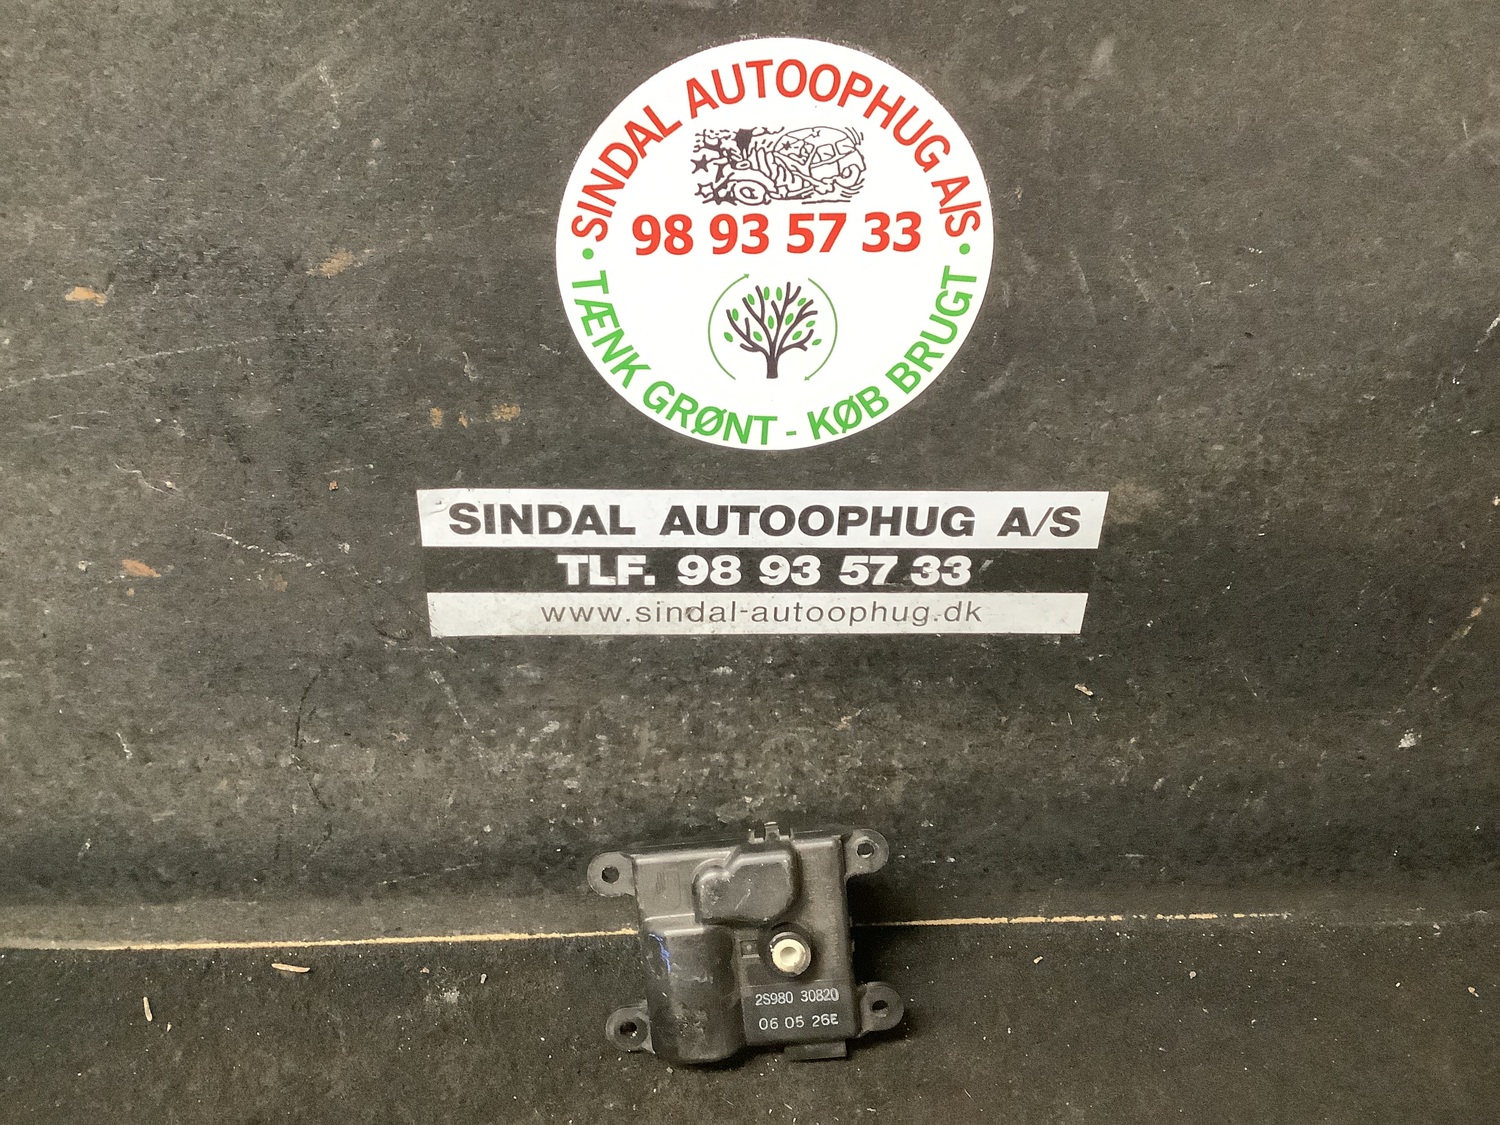 SINDAL AUTOOPHUG A/S
98 93 57 33
• TÆNK GRØNT - KØB BRUGT •
SINDAL AUTOOPHUG A/S
TLF. 98 93 57 33
www.sindal-autoophug.dk
2S980 30820
06 05 26E